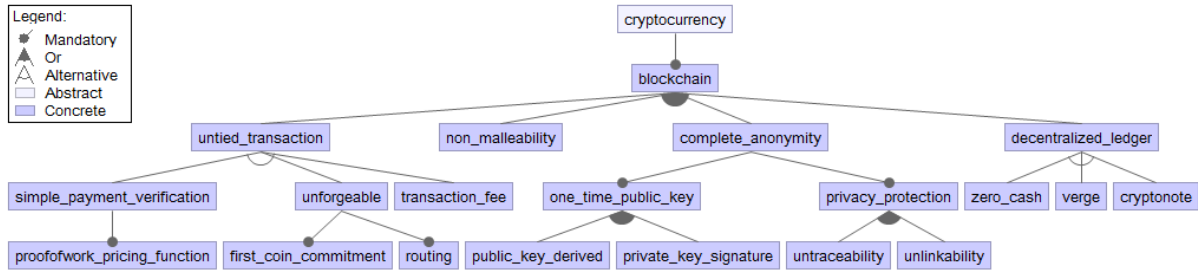 Legend:
Mandatory
Or
Alternative
Abstract
Concrete
cryptocurrency
blockchain
untied_transaction non_malleability complete_anonymity decentralized_ledger
simple_payment_verification unforgeable transaction_fee one_time_public_key privacy_protection zero_cash verge cryptonote
proofofwork_pricing_function first_coin_commitment routing public_key_derived private_key_signature untraceability unlinkability